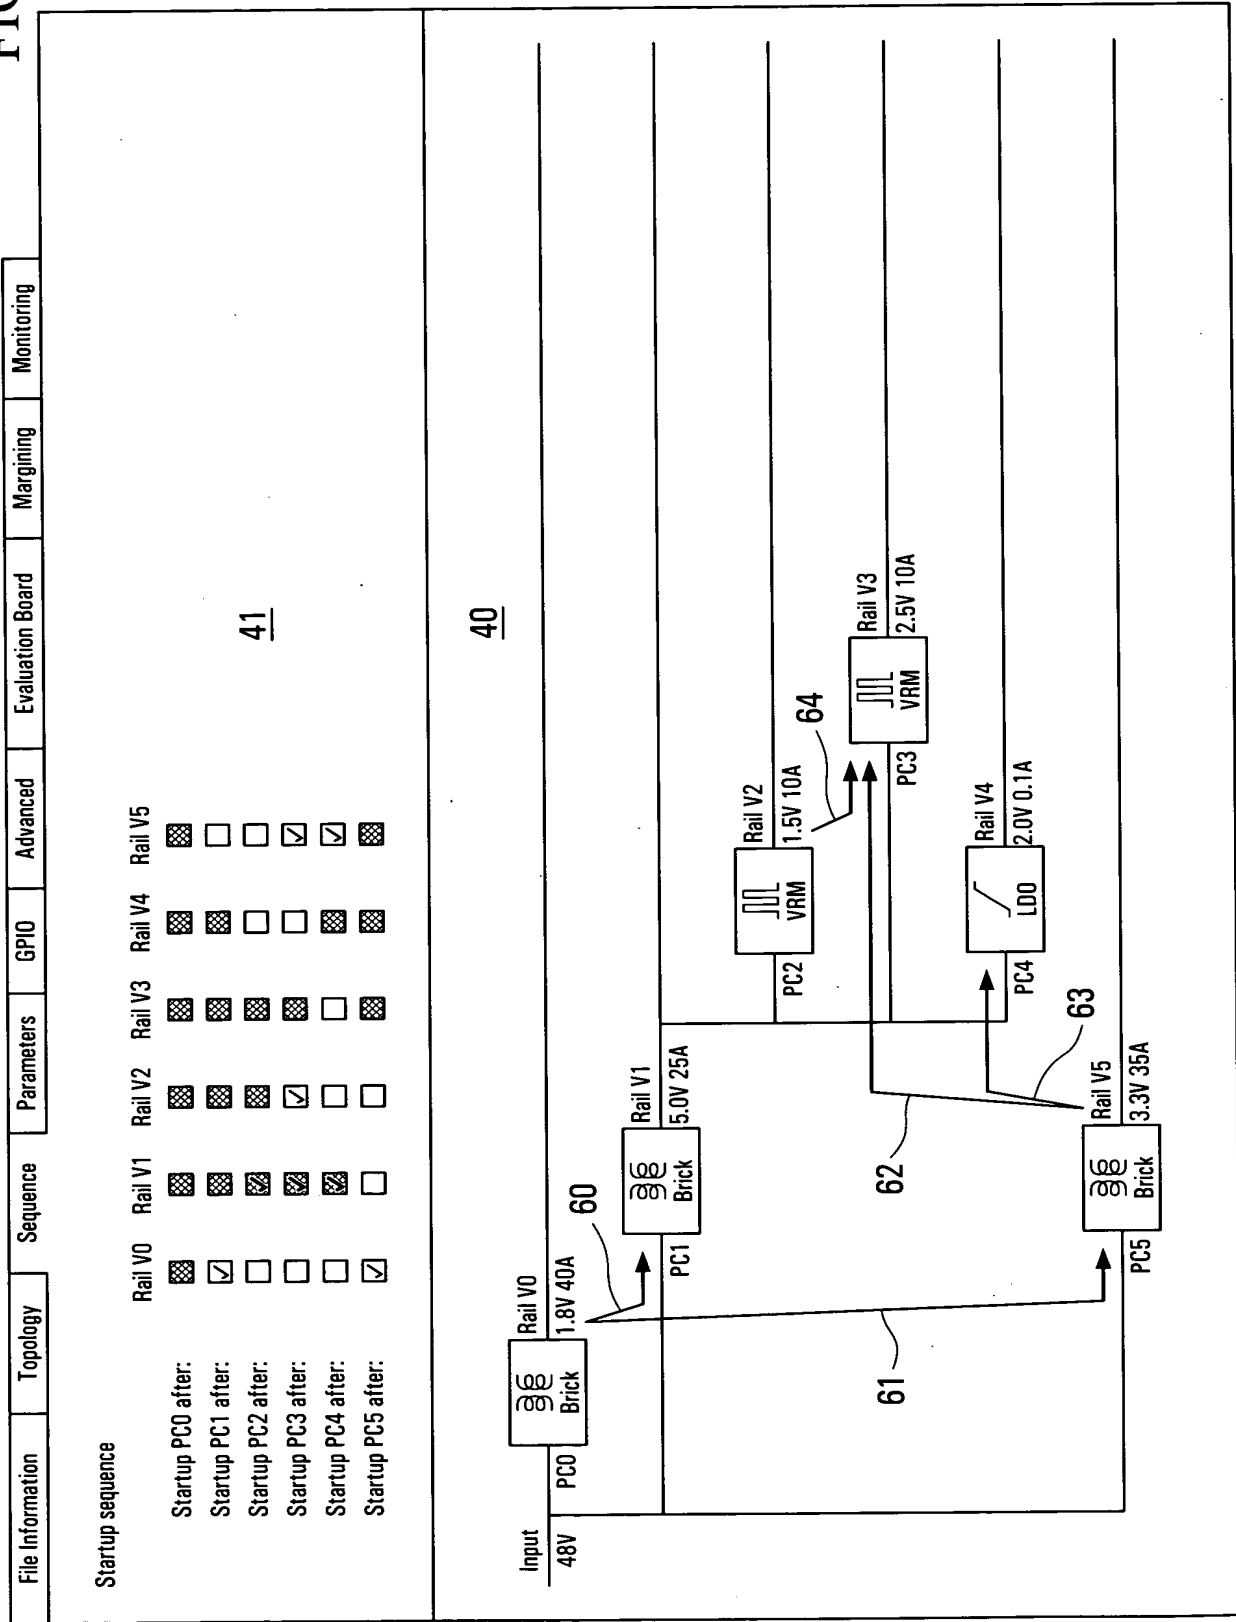 FIG
File Information
Topology
Sequence
Parameters
GPIO
Advanced
Evaluation Board
Margining
Monitoring
Startup sequence
Rail V0
Rail V1
Rail V2
Rail V3
Rail V4
Rail V5
Startup PC0 after:
Startup PC1 after:
Startup PC2 after:
Startup PC3 after:
Startup PC4 after:
Startup PC5 after:
41
40
Input
48V
PC0
Brick
Rail V0
1.8V 40A
60
PC1
Brick
Rail V1
5.0V 25A
PC2
VRM
Rail V2
1.5V 10A
64
PC3
VRM
Rail V3
2.5V 10A
PC4
LDO
Rail V4
2.0V 0.1A
61
62
63
PC5
Brick
Rail V5
3.3V 35A